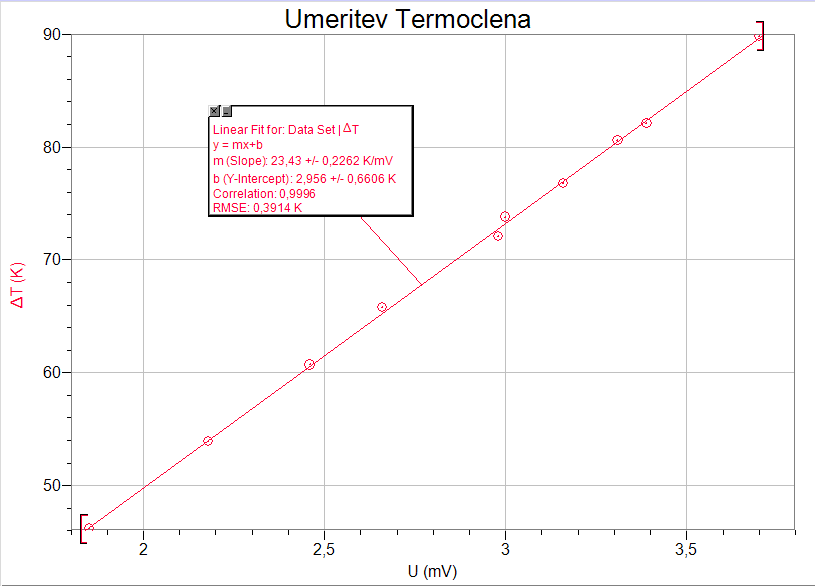 Umeritev Termoclena
90
80
70
60
50
ΔT (K)
Linear Fit for: Data Set | ΔT
y = mx+b
m (Slope): 23,43 +/- 0,2262 K/mV
b (Y-Intercept): 2,956 +/- 0,6606 K
Correlation: 0,9996
RMSE: 0,3914 K
2 2,5 3 3,5
U (mV)